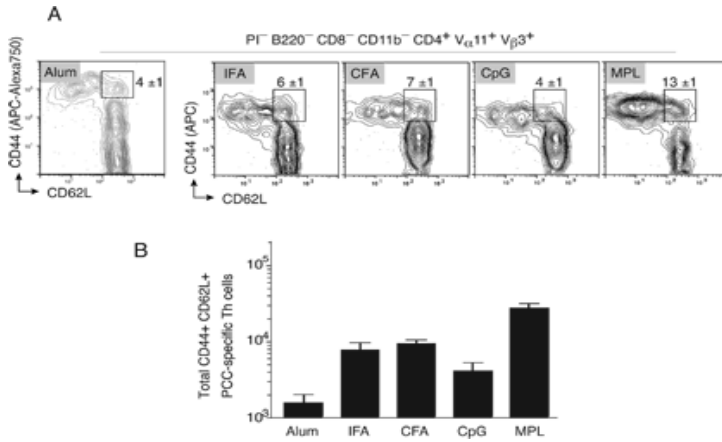 A
PI⁻ B220⁻ CD8⁻ CD11b⁻ CD4⁺ Vα11⁺ Vβ3⁺
Alum
4 ±1
IFA
6 ±1
CFA
7 ±1
CpG
4 ±1
MPL
13 ±1
CD44 (APC-Alexa750)
CD62L
CD44 (APC)
CD62L
B
Total CD44+ CD62L+
PCC-specific Th cells
10⁵
10⁴
10³
Alum IFA CFA CpG MPL